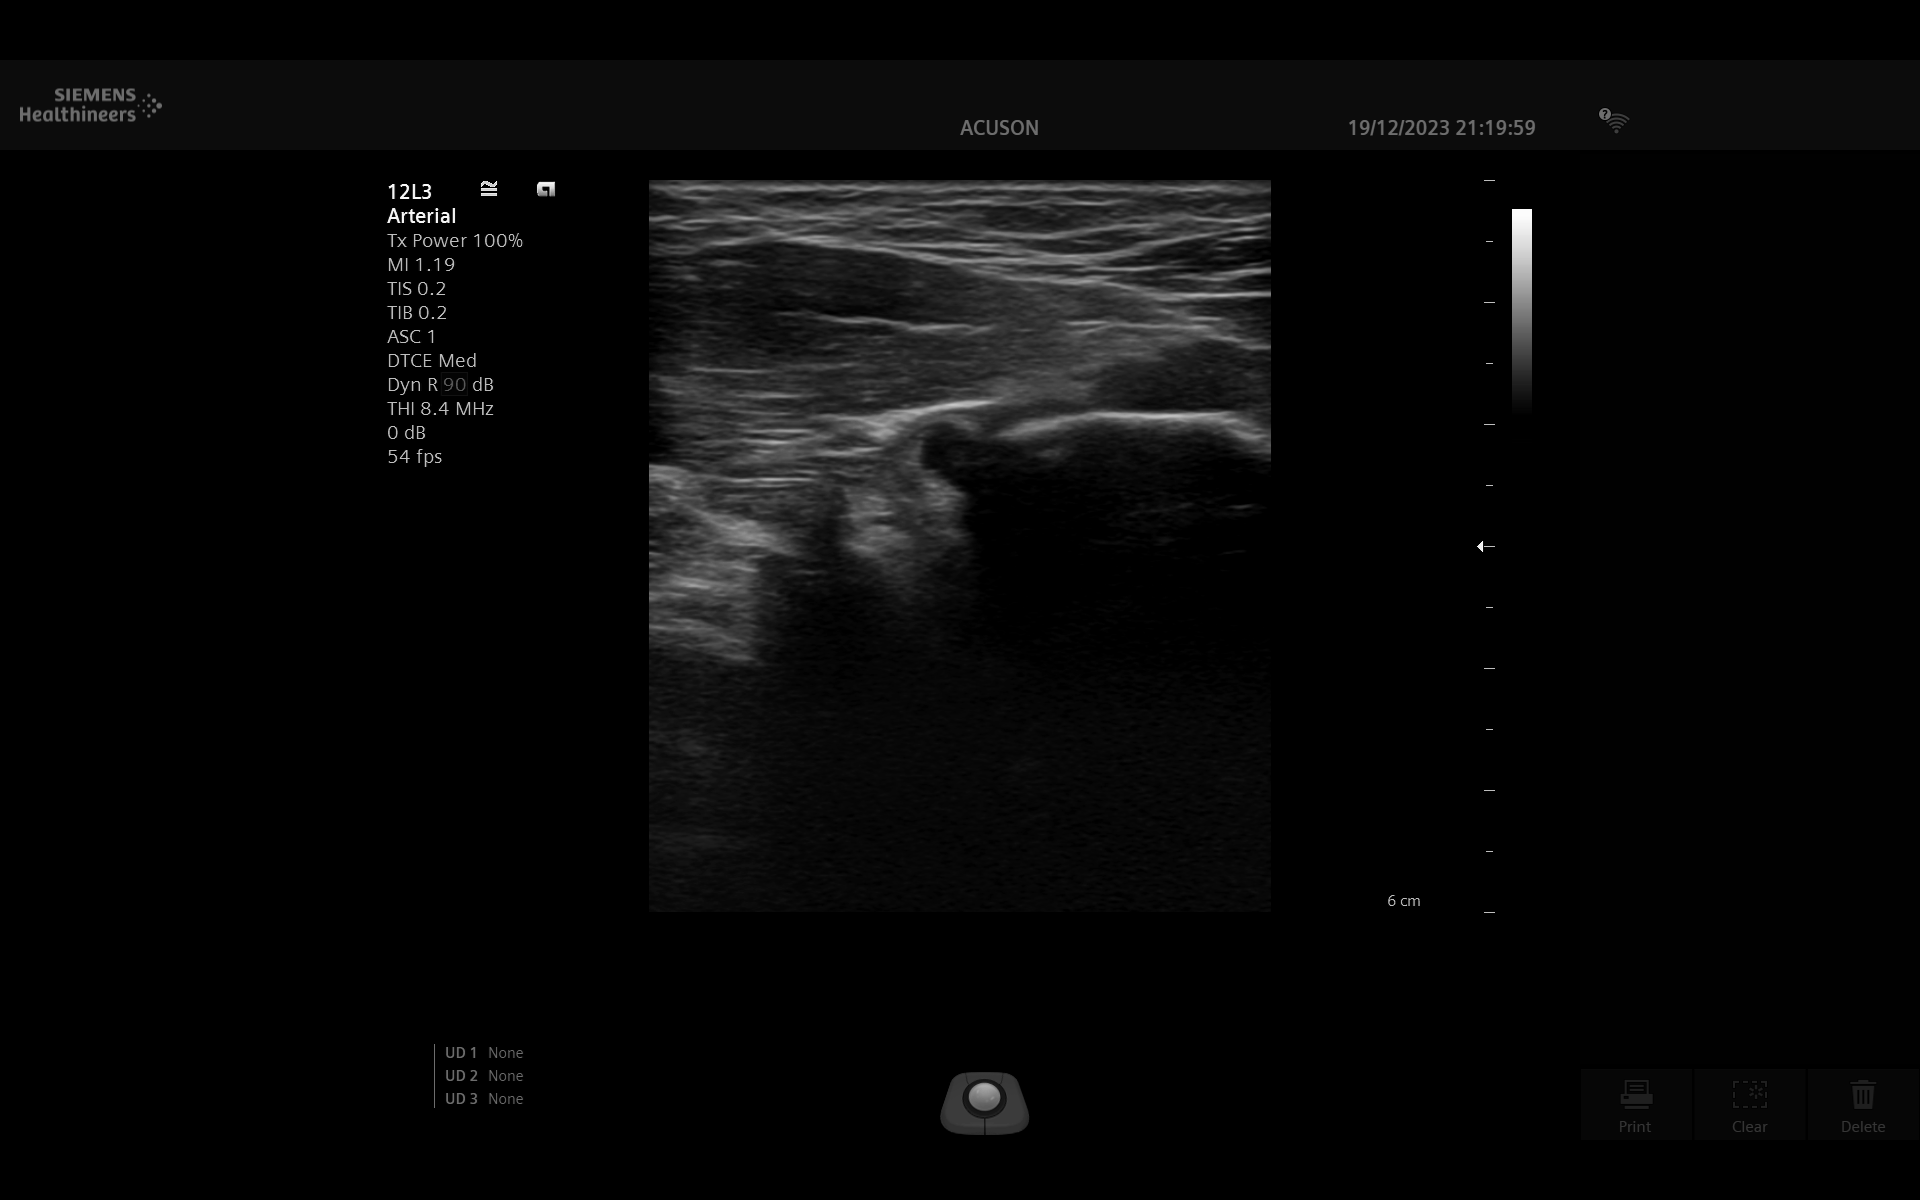 SIEMENS
Healthineers
ACUSON
19/12/2023 21:19:59
?
12L3
Arterial
Tx Power 100%
MI 1.19
TIS 0.2
TIB 0.2
ASC 1
DTCE Med
Dyn R 90 dB
THI 8.4 MHz
0 dB
54 fps
6 cm
UD 1 None
UD 2 None
UD 3 None
Print
Clear
Delete